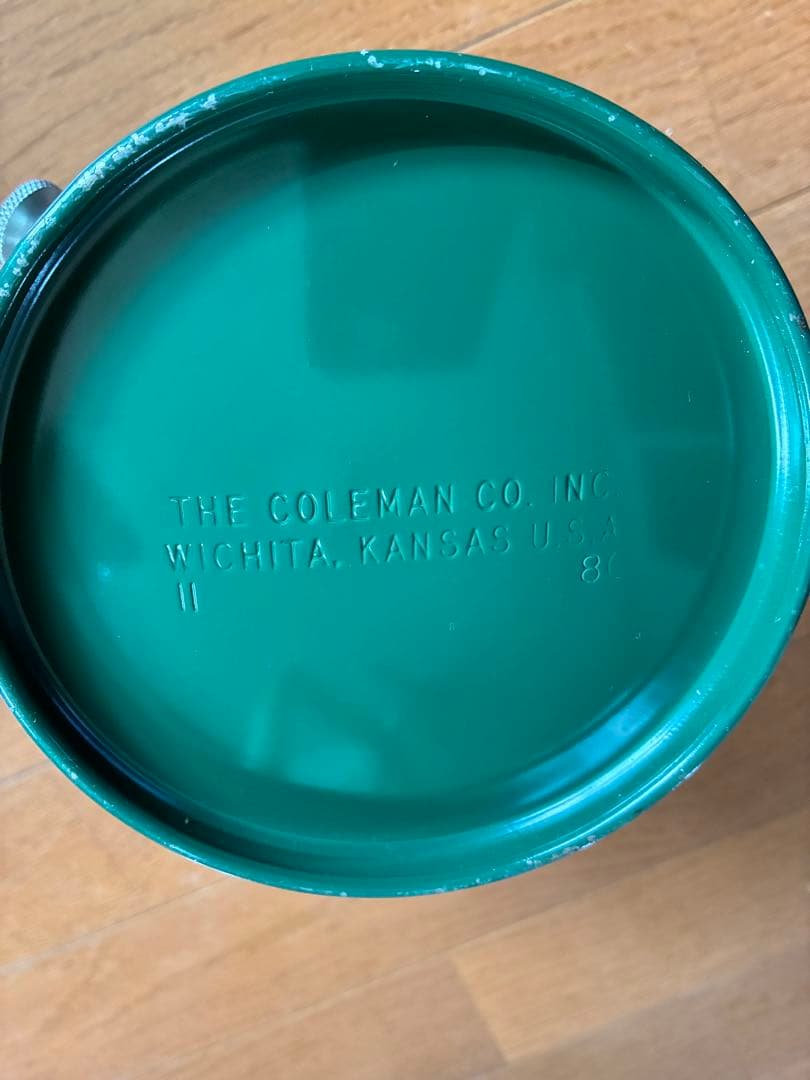 THE COLEMAN CO. INC
WICHITA, KANSAS U.S.A
11